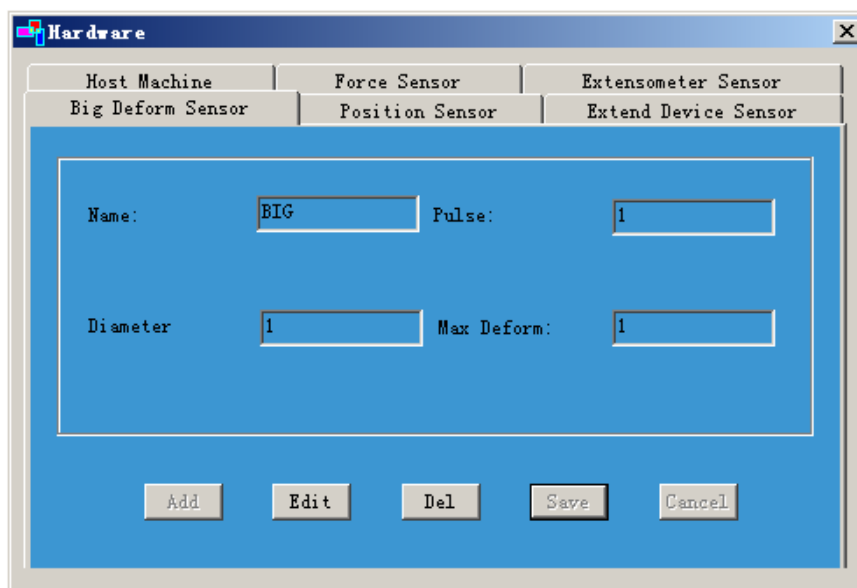 Hardware
Host Machine Force Sensor Extensometer Sensor
Big Deform Sensor Position Sensor Extend Device Sensor
Name: BIG Pulse: 1
Diameter 1 Max Deform: 1
Add Edit Del Save Cancel